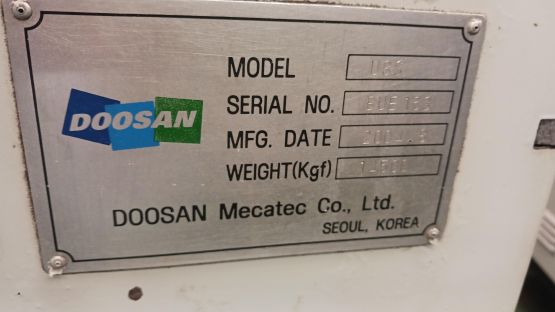 DOOSAN
MODEL
SERIAL NO.
MFG. DATE
WEIGHT(Kgf)
DOOSAN Mecatec Co., Ltd.
SEOUL, KOREA